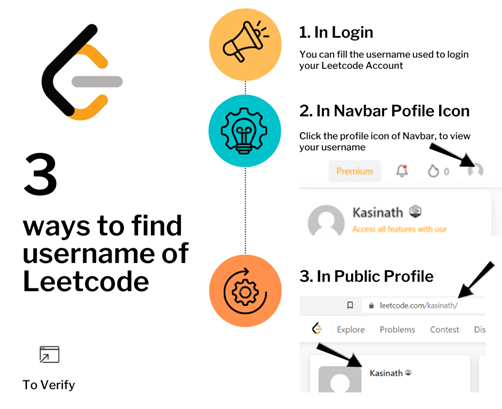 3
ways to find
username of
Leetcode
To Verify
1. In Login
You can fill the username used to login
your Leetcode Account
2. In Navbar Pofile Icon
Click the profile icon of Navbar, to view
your username
Premium
0
Kasinath
Access all features with our
3. In Public Profile
leetcode.com/kasinath/
Explore Problems Contest Dis
Kasinath